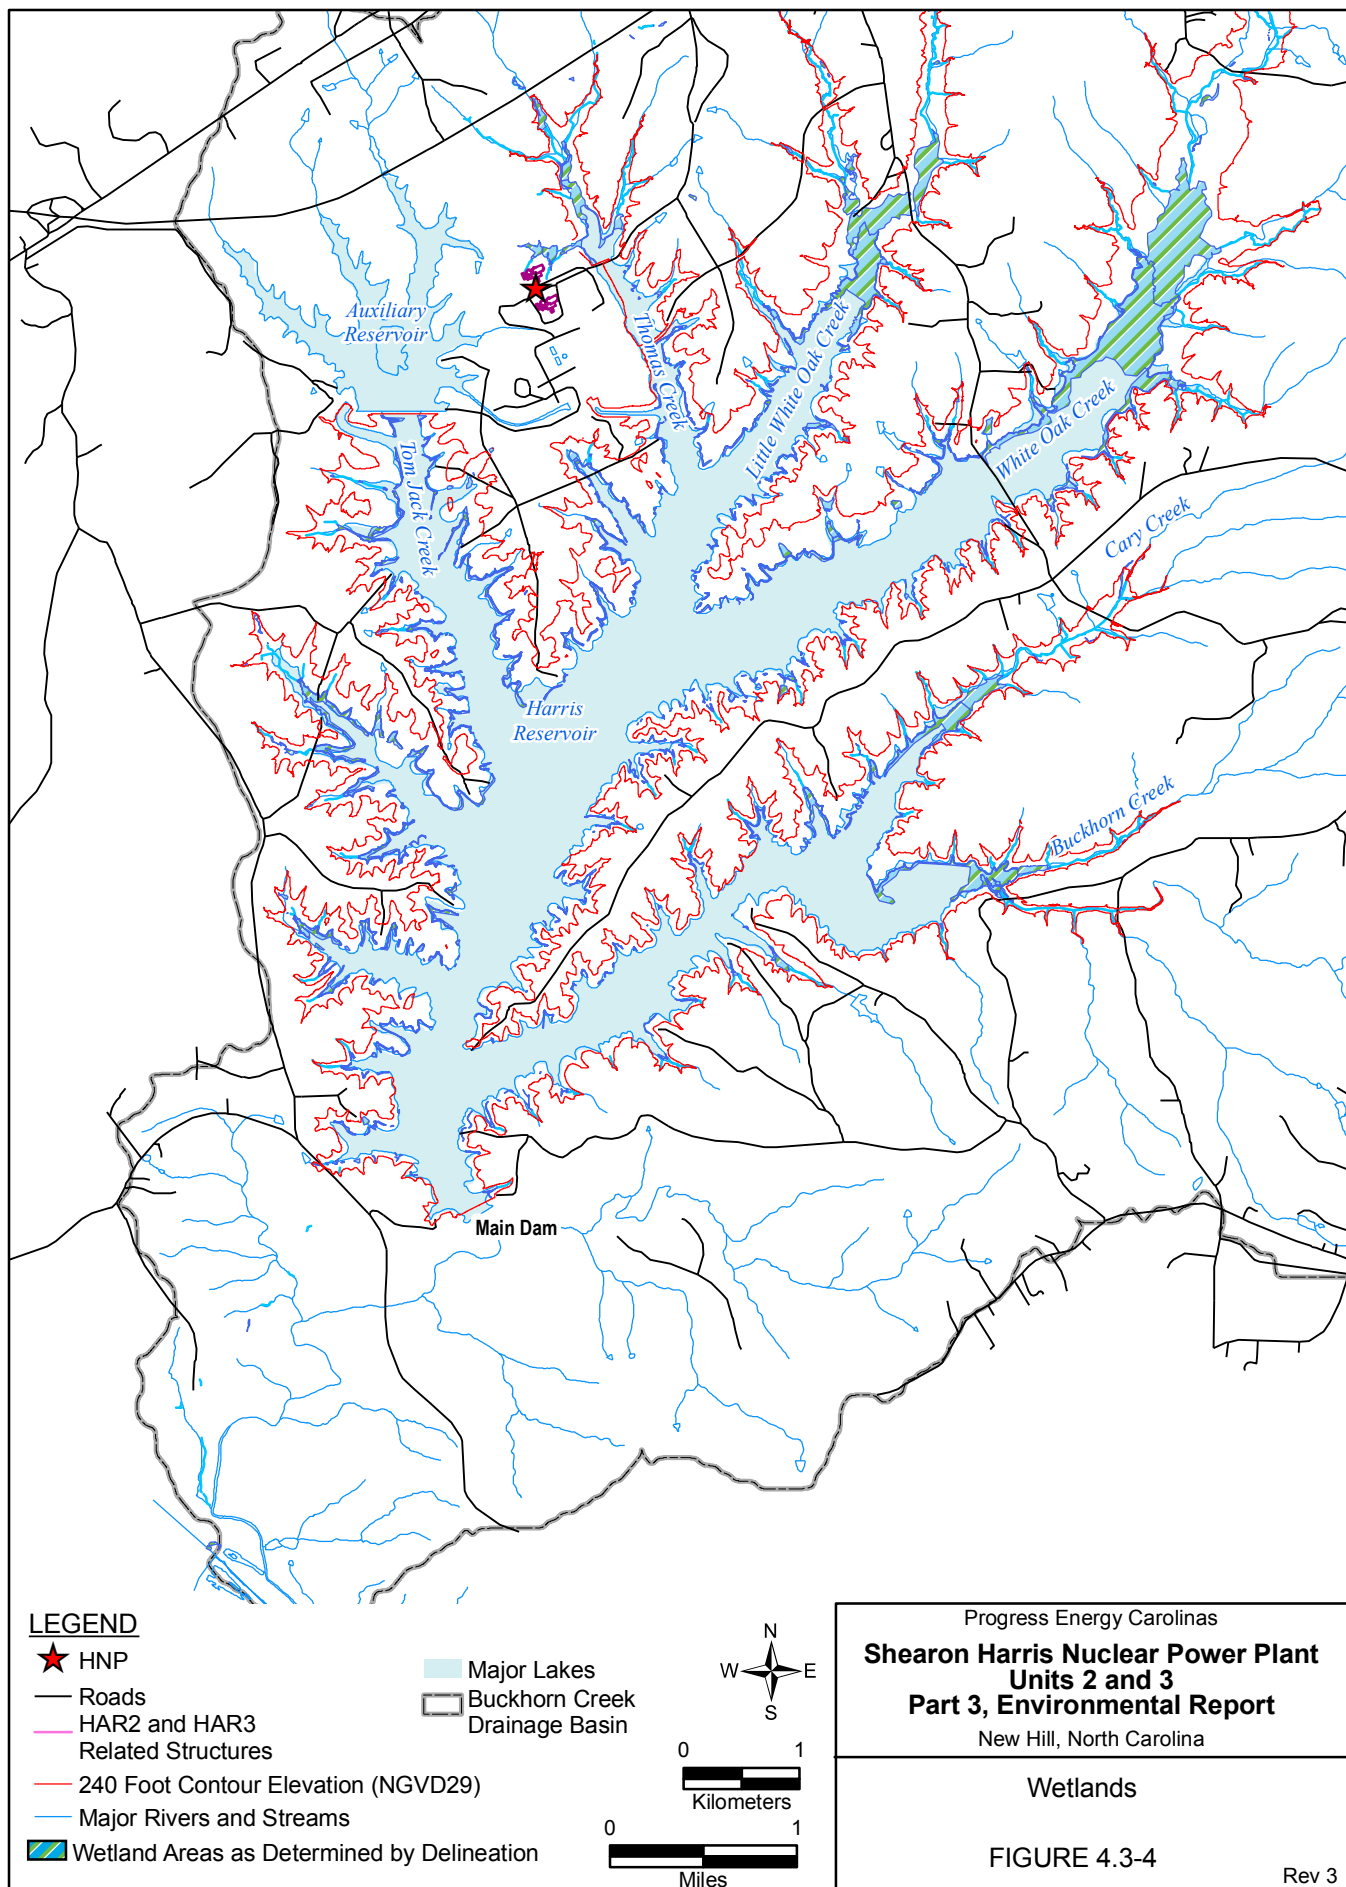 Auxiliary
Reservoir
Thomas Creek
Little White Oak Creek
White Oak Creek
Tom Jack Creek
Cary Creek
Harris
Reservoir
Buckhorn Creek
Main Dam
LEGEND
HNP
Roads
HAR2 and HAR3
Related Structures
240 Foot Contour Elevation (NGVD29)
Major Rivers and Streams
Wetland Areas as Determined by Delineation
Major Lakes
Buckhorn Creek
Drainage Basin
N
W E
S
0 1
Kilometers
0 1
Miles
Progress Energy Carolinas
Shearon Harris Nuclear Power Plant
Units 2 and 3
Part 3, Environmental Report
New Hill, North Carolina
Wetlands
FIGURE 4.3-4
Rev 3